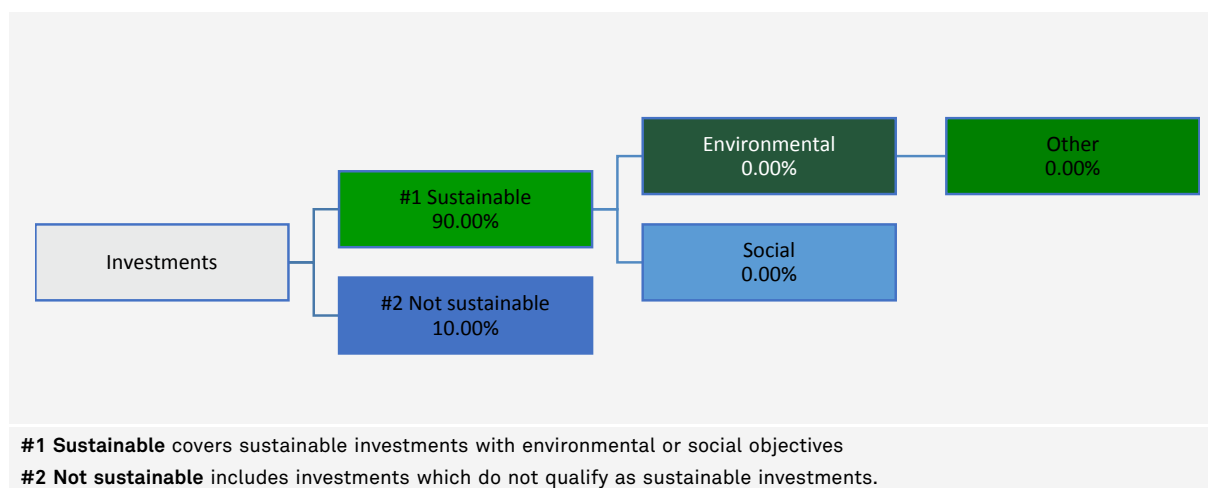 Investments
#1 Sustainable
90.00%
#2 Not sustainable
10.00%
Environmental
0.00%
Social
0.00%
Other
0.00%
#1 Sustainable covers sustainable investments with environmental or social objectives
#2 Not sustainable includes investments which do not qualify as sustainable investments.